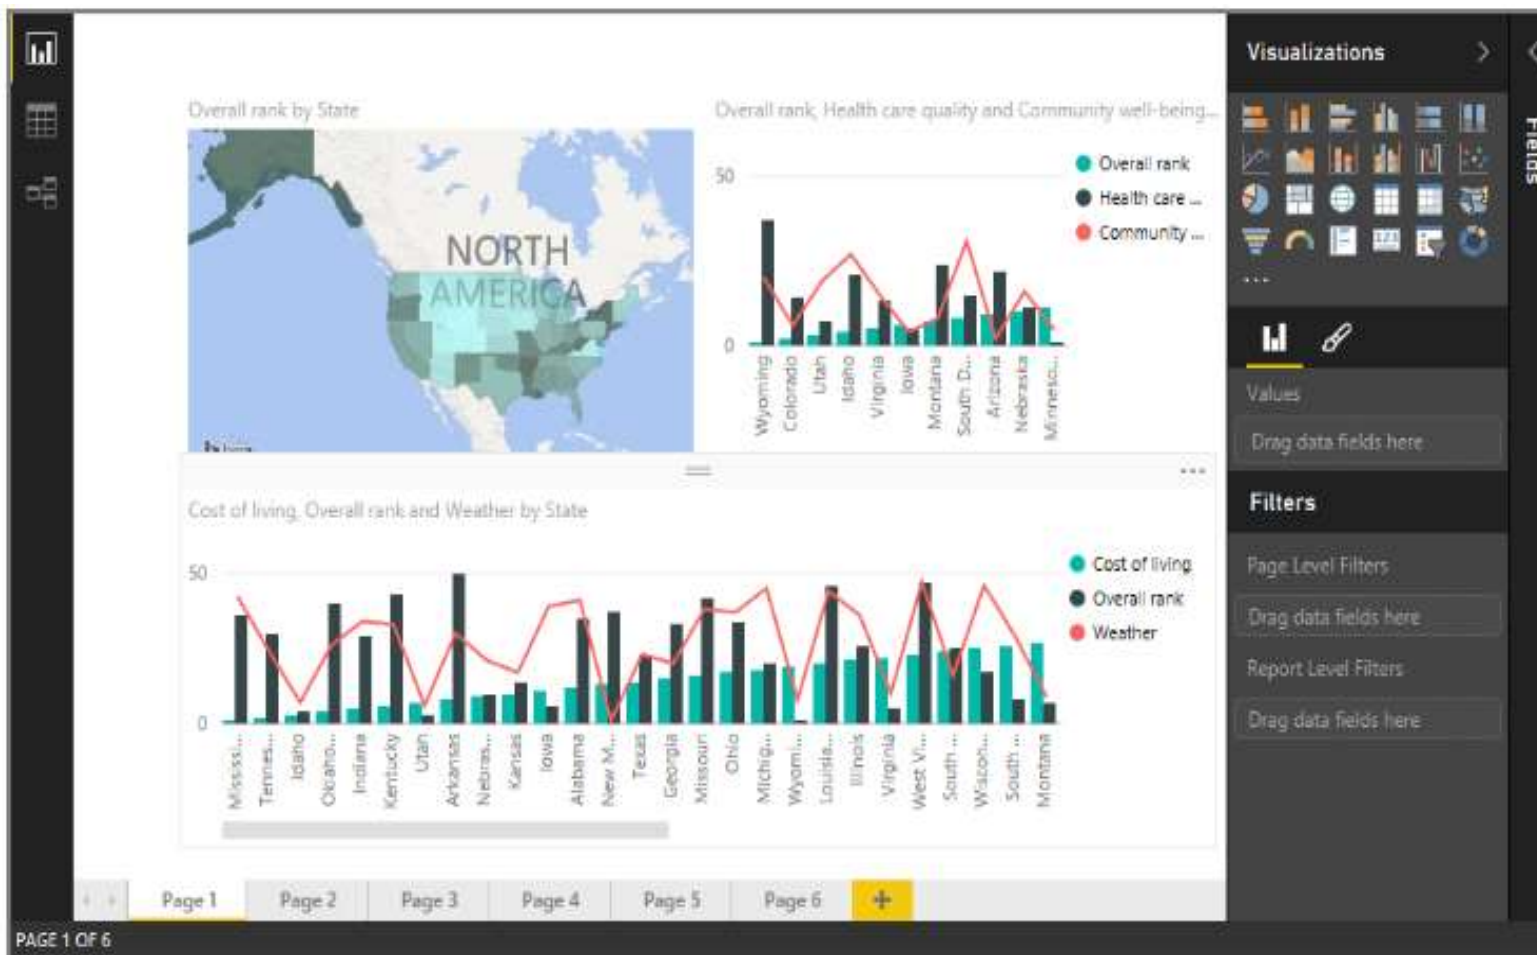 Visualizations
Fields
Overall rank by State
Overall rank, Health care quality and Community well-being...
NORTH
AMERICA
50
0
Overall rank
Health care ...
Community ...
Wyoming
Colorado
Utah
Idaho
Virginia
Iowa
Montana
South D...
Arizona
Nebraska
Minneso...
Values
Drag data fields here
Filters
Page Level Filters
Drag data fields here
Report Level Filters
Drag data fields here
Cost of living, Overall rank and Weather by State
50
0
Cost of living
Overall rank
Weather
Mississi...
Tennes...
Idaho
Oklaho...
Indiana
Kentucky
Utah
Arkansas
Nebras...
Kansas
Iowa
Alabama
New M...
Texas
Georgia
Missouri
Ohio
Michig...
Wyomi...
Louisia...
Illinois
Virginia
West Vi...
South ...
Wiscon...
South ...
Montana
Page 1
Page 2
Page 3
Page 4
Page 5
Page 6
PAGE 1 OF 6